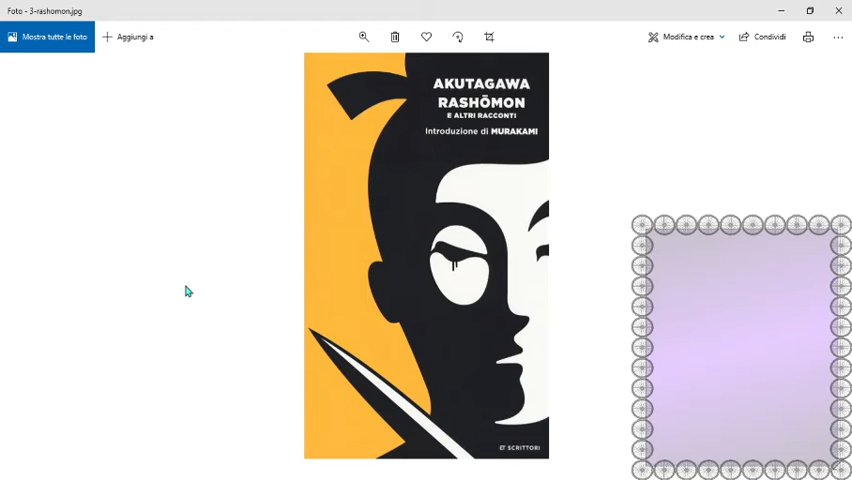 Foto - 3-rashomon.jpg
Mostra tutte le foto
Aggiungi a
Modifica e crea
Condividi
AKUTAGAWA
RASHŌMON
E ALTRI RACCONTI
Introduzione di MURAKAMI
ET SCRITTORI